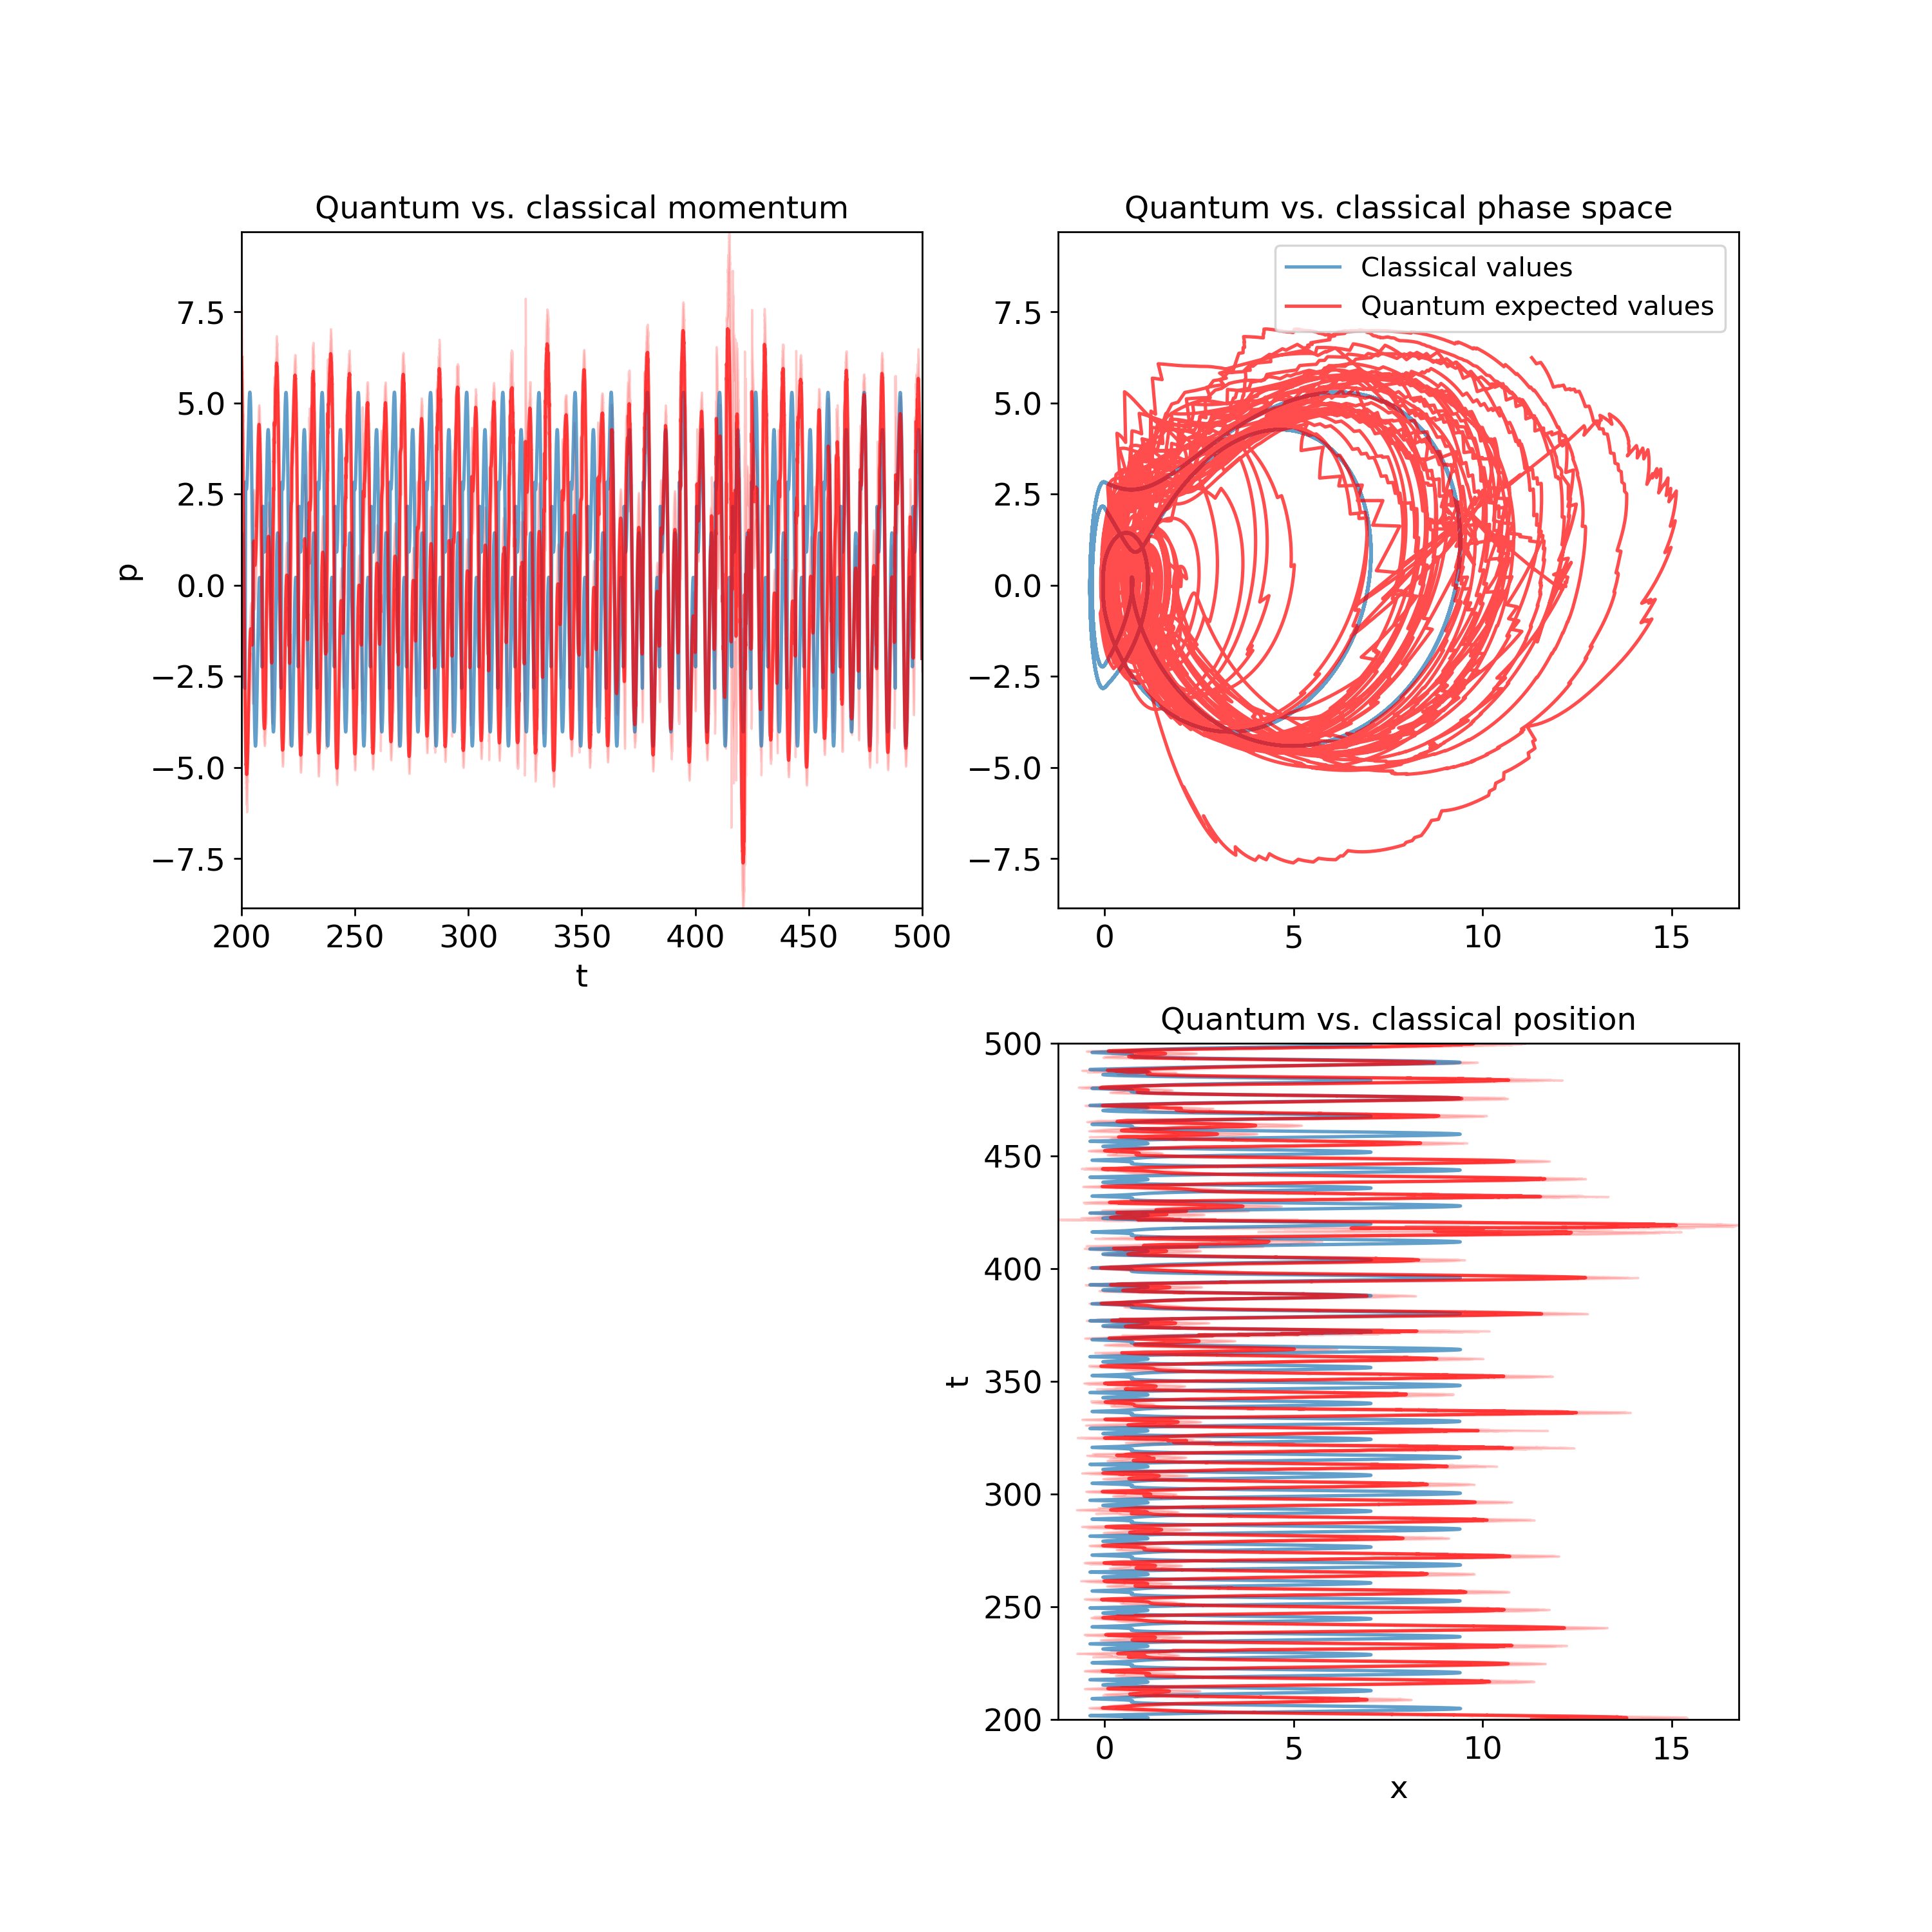 Quantum vs. classical momentum
Quantum vs. classical phase space
Classical values
Quantum expected values
7.5
5.0
2.5
0.0
−2.5
−5.0
−7.5
p
200 250 300 350 400 450 500
t
7.5
5.0
2.5
0.0
−2.5
−5.0
−7.5
0 5 10 15
Quantum vs. classical position
500
450
400
350
300
250
200
t
0 5 10 15
x